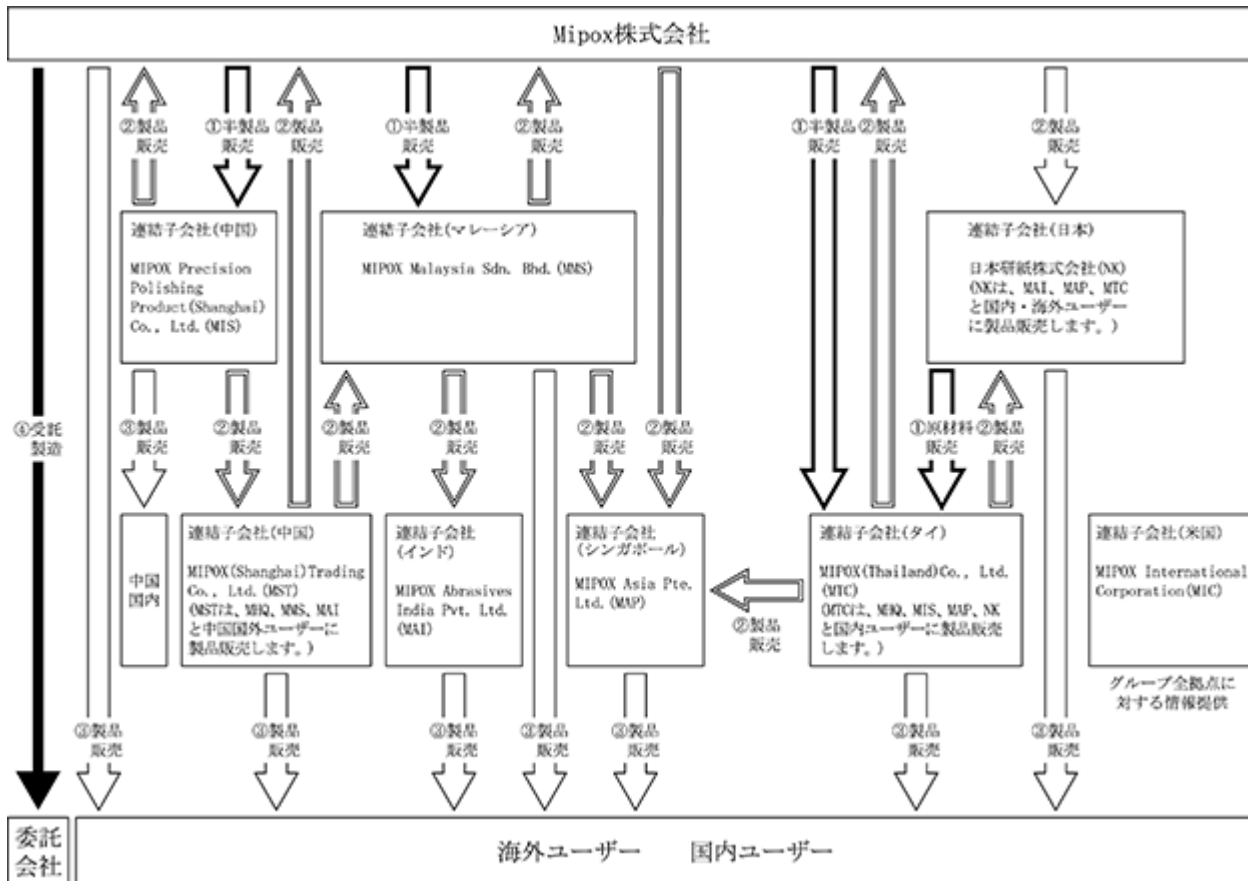 Mipox株式会社
②製品
販売
①半製品
販売
②製品
販売
①半製品
販売
②製品
販売
①半製品
販売
②製品
販売
②製品
販売
連結子会社(中国)
MIPOX Precision
Polishing
Product(Shanghai)
Co., Ltd.(MIS)
連結子会社(マレーシア)
MIPOX Malaysia Sdn. Bhd.(MMS)
連結子会社(日本)
日本研紙株式会社(NK)
(NKは、MAI、MAP、MTC
と国内・海外ユーザー
に製品販売します。)
④受託
製造
③製品
販売
②製品
販売
②製品
販売
②製品
販売
②製品
販売
②製品
販売
①原材料
販売
②製品
販売
中国
国内
連結子会社(中国)
MIPOX(Shanghai)Trading
Co., Ltd.(MST)
(MSTは、MHQ、MMS、MAI
と中国国外ユーザーに
製品販売します。)
連結子会社
(インド)
MIPOX Abrasives
India Pvt. Ltd.
(MAI)
連結子会社
(シンガポール)
MIPOX Asia Pte.
Ltd.(MAP)
②製品
販売
連結子会社(タイ)
MIPOX(Thailand)Co., Ltd.
(MTC)
(MTCは、MHQ、MIS、MAP、NK
と国内ユーザーに製品販売
します。)
連結子会社(米国)
MIPOX International
Corporation(MIC)
グループ全拠点に
対する情報提供
③製品
販売
③製品
販売
③製品
販売
③製品
販売
③製品
販売
③製品
販売
③製品
販売
委託
会社
海外ユーザー 国内ユーザー